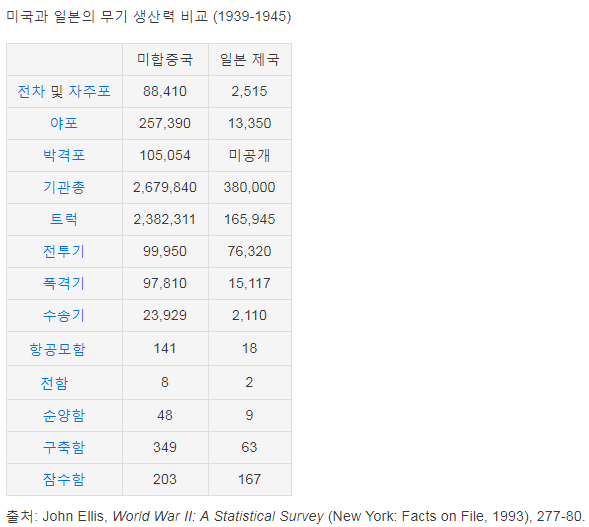 미국과 일본의 무기 생산력 비교 (1939-1945)
미합중국 일본 제국
전차 및 자주포 88,410 2,515
야포 257,390 13,350
박격포 105,054 미공개
기관총 2,679,840 380,000
트럭 2,382,311 165,945
전투기 99,950 76,320
폭격기 97,810 15,117
수송기 23,929 2,110
항공모함 141 18
전함 8 2
순양함 48 9
구축함 349 63
잠수함 203 167
출처: John Ellis, World War II: A Statistical Survey (New York: Facts on File, 1993), 277-80.